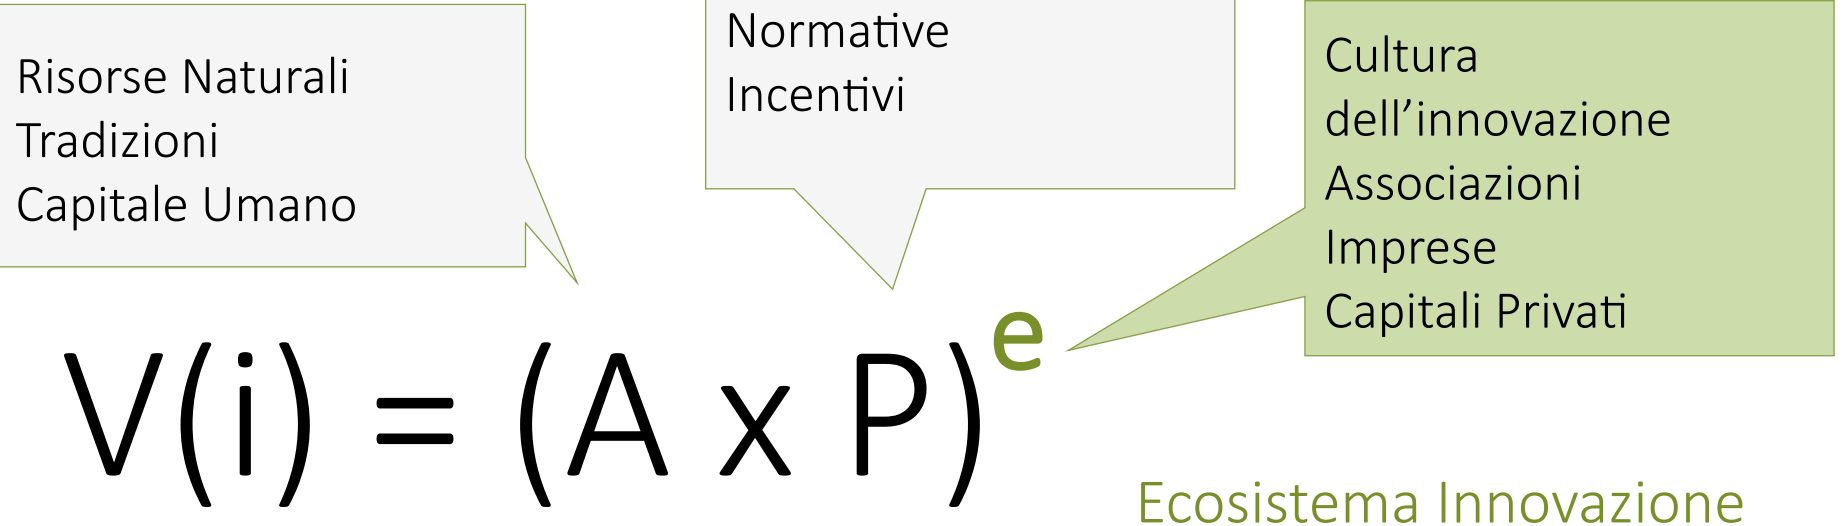 Risorse Naturali
Tradizioni
Capitale Umano
Normative
Incentivi
Cultura
dell’innovazione
Associazioni
Imprese
Capitali Privati
V(i) = (A x P)e
Ecosistema Innovazione